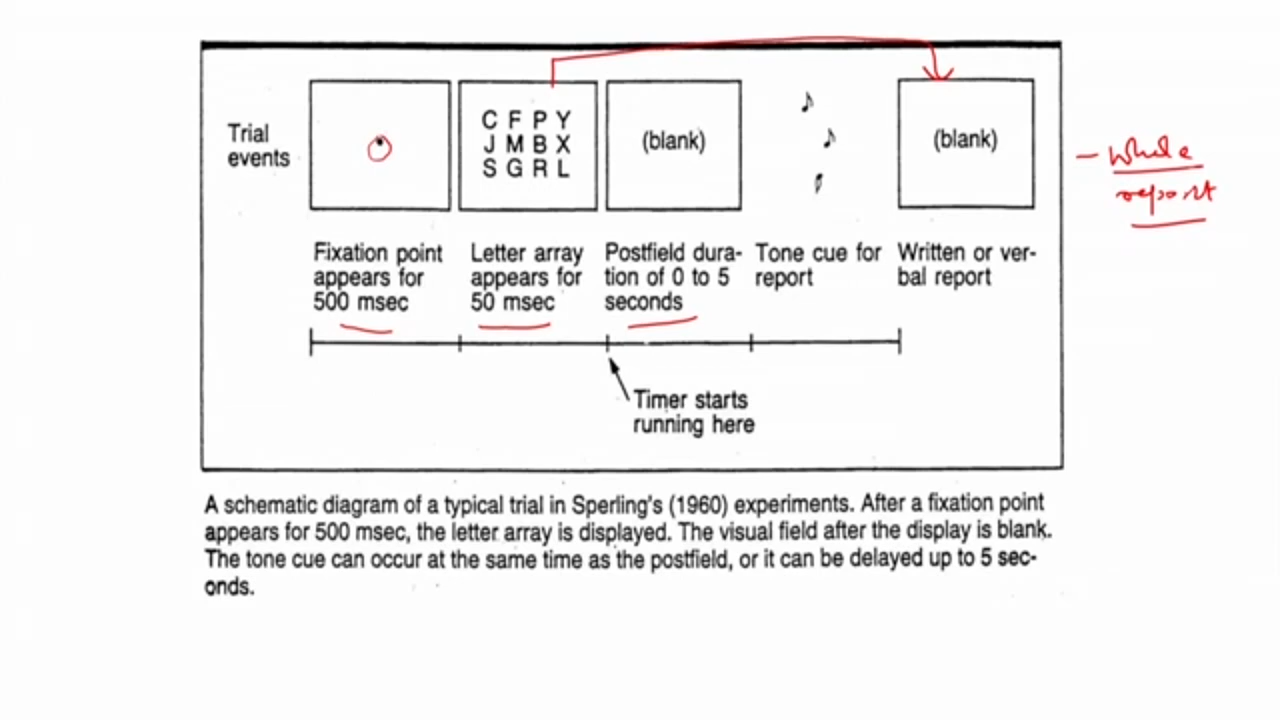 Trial
events
C F P Y
J M B X
S G R L
(blank)
(blank)
Fixation point
appears for
500 msec
Letter array
appears for
50 msec
Postfield dura-
tion of 0 to 5
seconds
Tone cue for
report
Written or ver-
bal report
Timer starts
running here
– whole
report
A schematic diagram of a typical trial in Sperling's (1960) experiments. After a fixation point
appears for 500 msec, the letter array is displayed. The visual field after the display is blank.
The tone cue can occur at the same time as the postfield, or it can be delayed up to 5 sec-
onds.